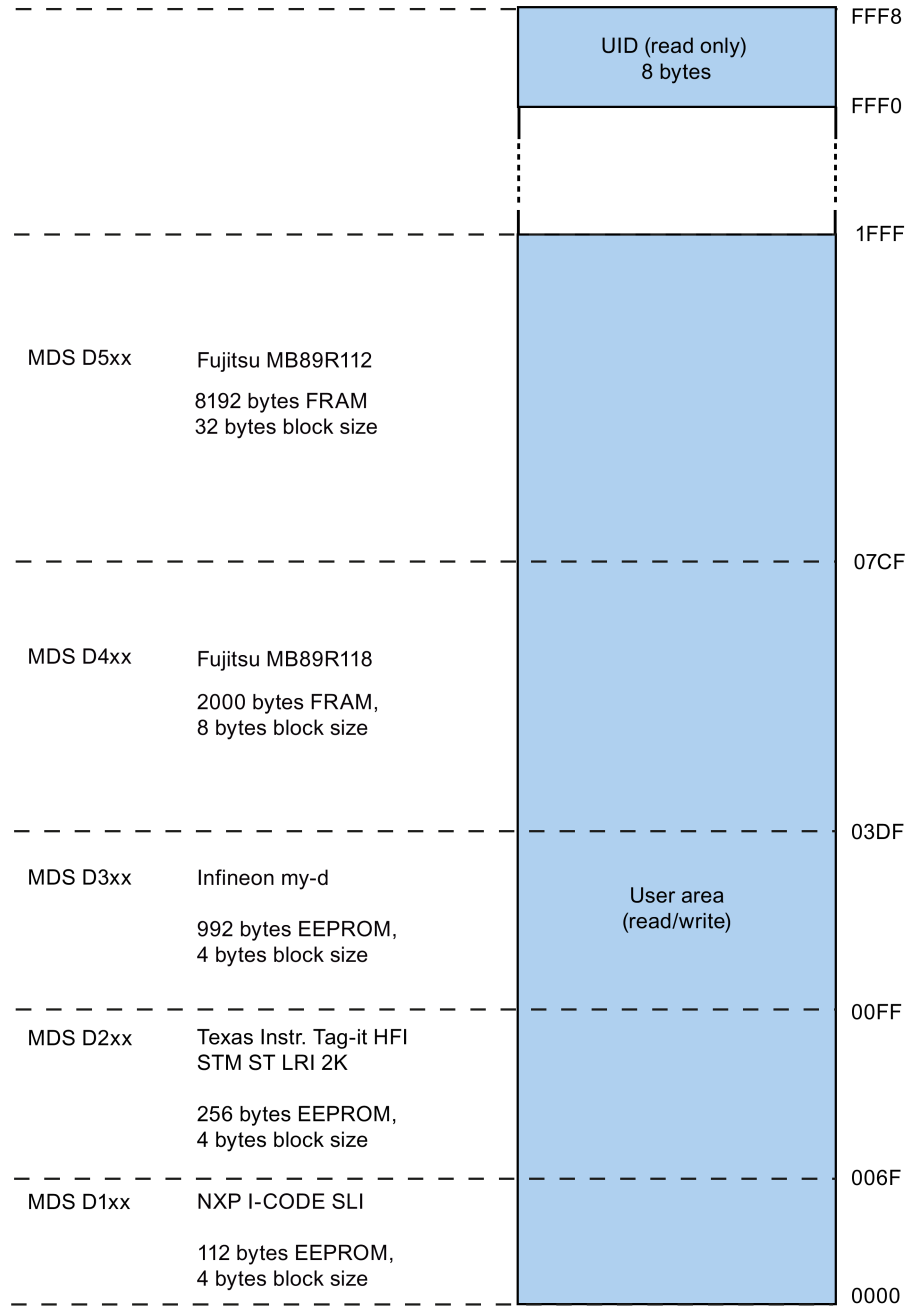 FFF8
UID (read only)
8 bytes
FFF0
1FFF
MDS D5xx
Fujitsu MB89R112
8192 bytes FRAM
32 bytes block size
07CF
MDS D4xx
Fujitsu MB89R118
2000 bytes FRAM,
8 bytes block size
03DF
MDS D3xx
Infineon my-d
992 bytes EEPROM,
4 bytes block size
User area
(read/write)
00FF
MDS D2xx
Texas Instr. Tag-it HFI
STM ST LRI 2K
256 bytes EEPROM,
4 bytes block size
006F
MDS D1xx
NXP I-CODE SLI
112 bytes EEPROM,
4 bytes block size
0000